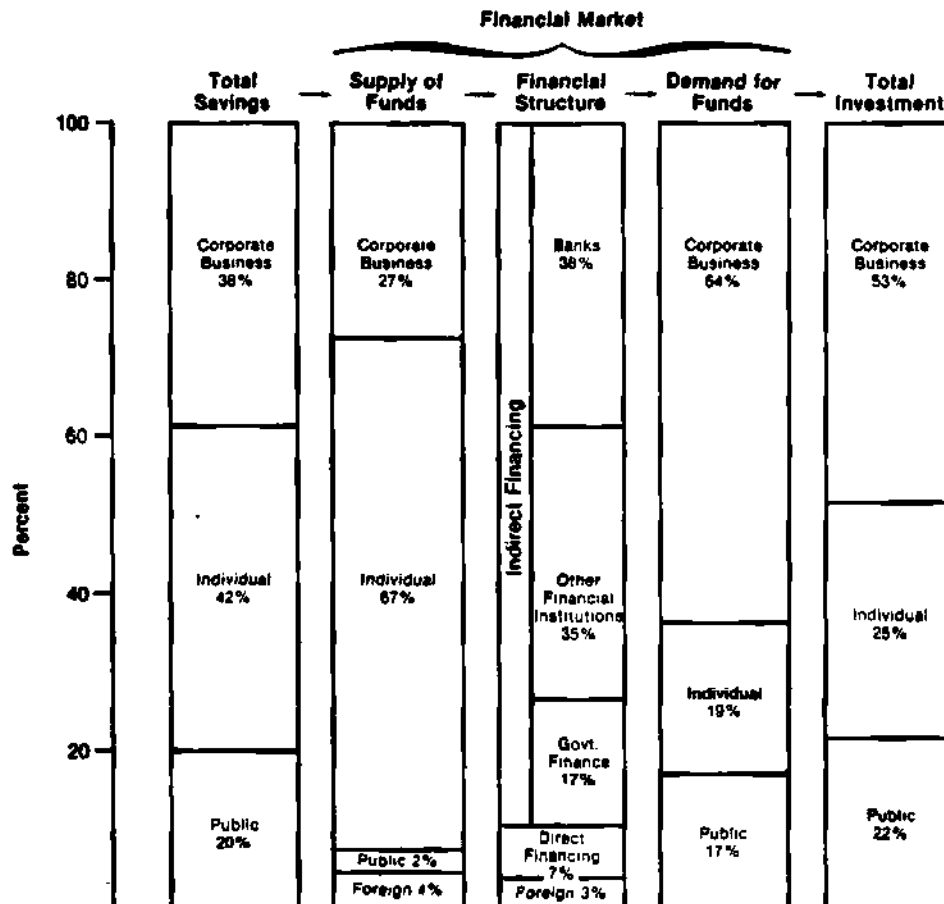 Financial Market
Total
Savings
Supply of
Funds
Financial
Structure
Demand for
Funds
Total
Investment
Percent
100
80
60
40
20
Corporate
Business
38%
Individual
42%
Public
20%
Corporate
Business
27%
Individual
67%
Public 2%
Foreign 4%
Indirect Financing
Banks
38%
Other
Financial
Institutions
35%
Govt.
Finance
17%
Direct
Financing
7%
Foreign 3%
Corporate
Business
64%
Individual
19%
Public
17%
Corporate
Business
53%
Individual
25%
Public
22%